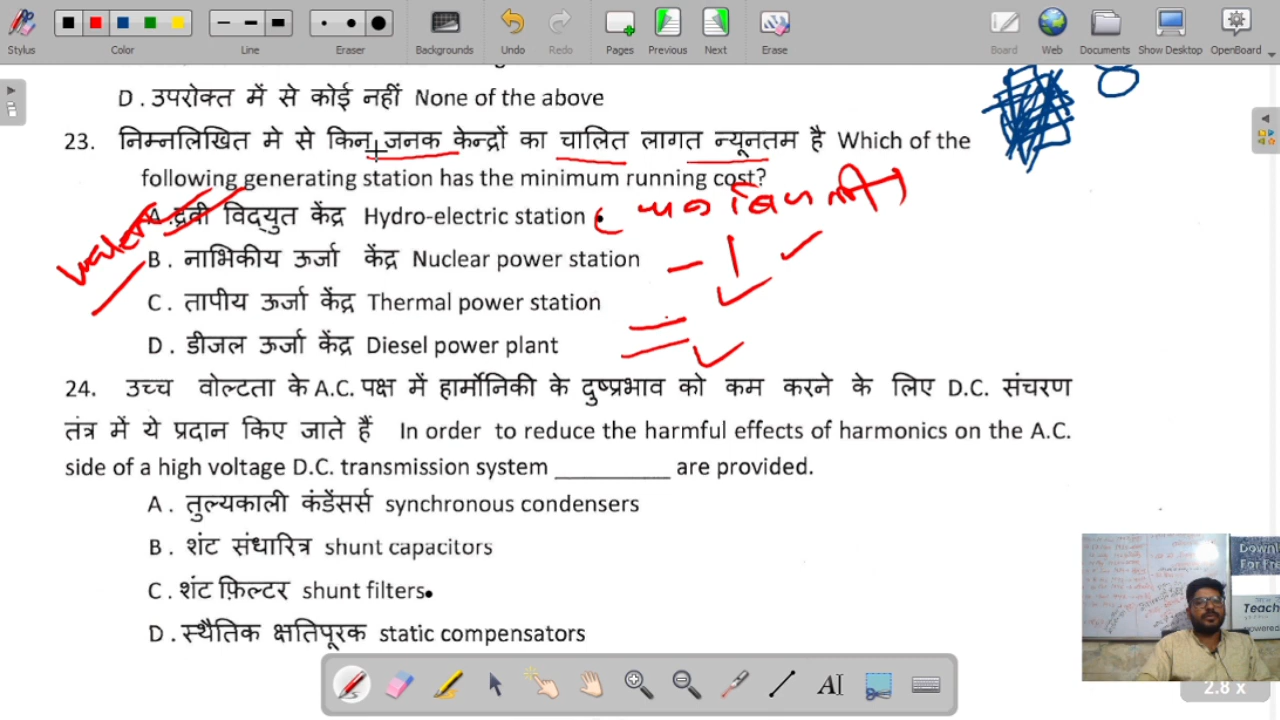 Stylus
Color
Line
Eraser
Backgrounds
Undo
Redo
Pages
Previous
Next
Erase
Board
Web
Documents
Show Desktop
OpenBoard
D . उपरोक्त में से कोई नहीं None of the above
8
23. निम्नलिखित मे से किन जनक केन्द्रों का चालित लागत न्यूनतम है Which of the
following generating station has the minimum running cost?
A. द्रवी विद्युत केंद्र Hydro-electric station •
water
B . नाभिकीय ऊर्जा केंद्र Nuclear power station
C . तापीय ऊर्जा केंद्र Thermal power station
D . डीजल ऊर्जा केंद्र Diesel power plant
24. उच्च वोल्टता के A.C. पक्ष में हार्मोनिकी के दुष्प्रभाव को कम करने के लिए D.C. संचरण
तंत्र में ये प्रदान किए जाते हैं In order to reduce the harmful effects of harmonics on the A.C.
side of a high voltage D.C. transmission system __________ are provided.
A . तुल्यकाली कंडेंसर्स synchronous condensers
B . शंट संधारित्र shunt capacitors
C . शंट फ़िल्टर shunt filters•
D . स्थैतिक क्षतिपूरक static compensators
Teach
2.8 x